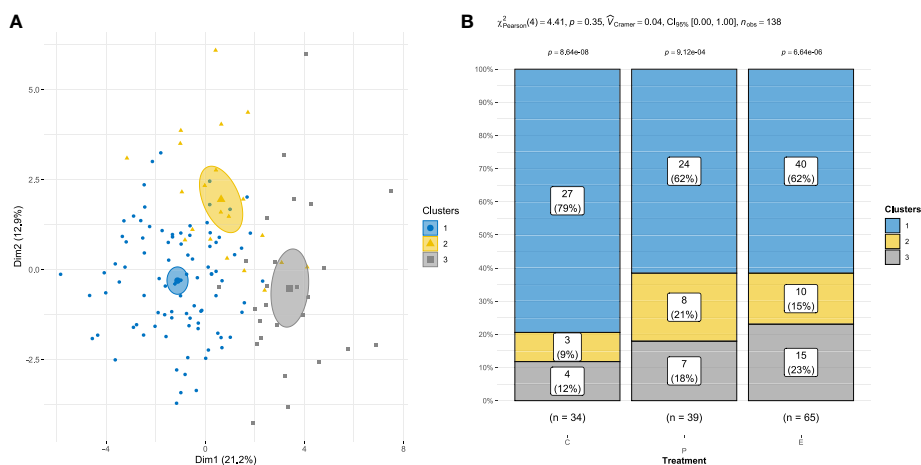 A
B
χ²Pearson(4) = 4.41, p = 0.35, V̂Cramer = 0.04, CI95% [0.00, 1.00], nobs = 138
p = 8,64e-08
p = 9,12e-04
p = 6,64e-06
5.0
2.5
0.0
-2.5
Dim2 (12,9%)
-4
0
4
8
Dim1 (21,2%)
Clusters
1
2
3
100%
90%
80%
70%
60%
50%
40%
30%
20%
10%
0%
27
(79%)
3
(9%)
4
(12%)
24
(62%)
8
(21%)
7
(18%)
40
(62%)
10
(15%)
15
(23%)
(n = 34)
(n = 39)
(n = 65)
C
P
E
Treatment
Clusters
1
2
3